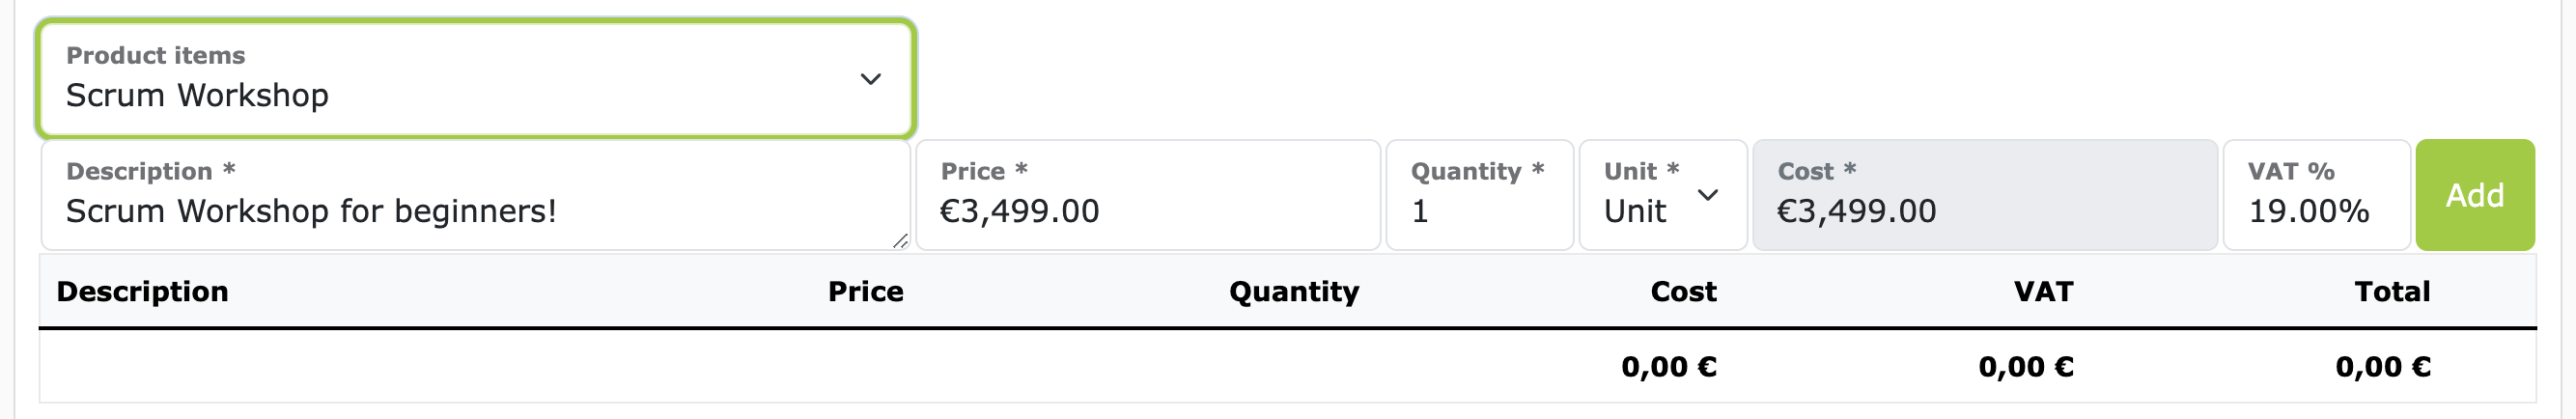 Product items
Scrum Workshop
Description * Price * Quantity * Unit * Cost * VAT %
Scrum Workshop for beginners! €3,499.00 1 Unit €3,499.00 19.00% Add
Description Price Quantity Cost VAT Total
0,00 € 0,00 € 0,00 €